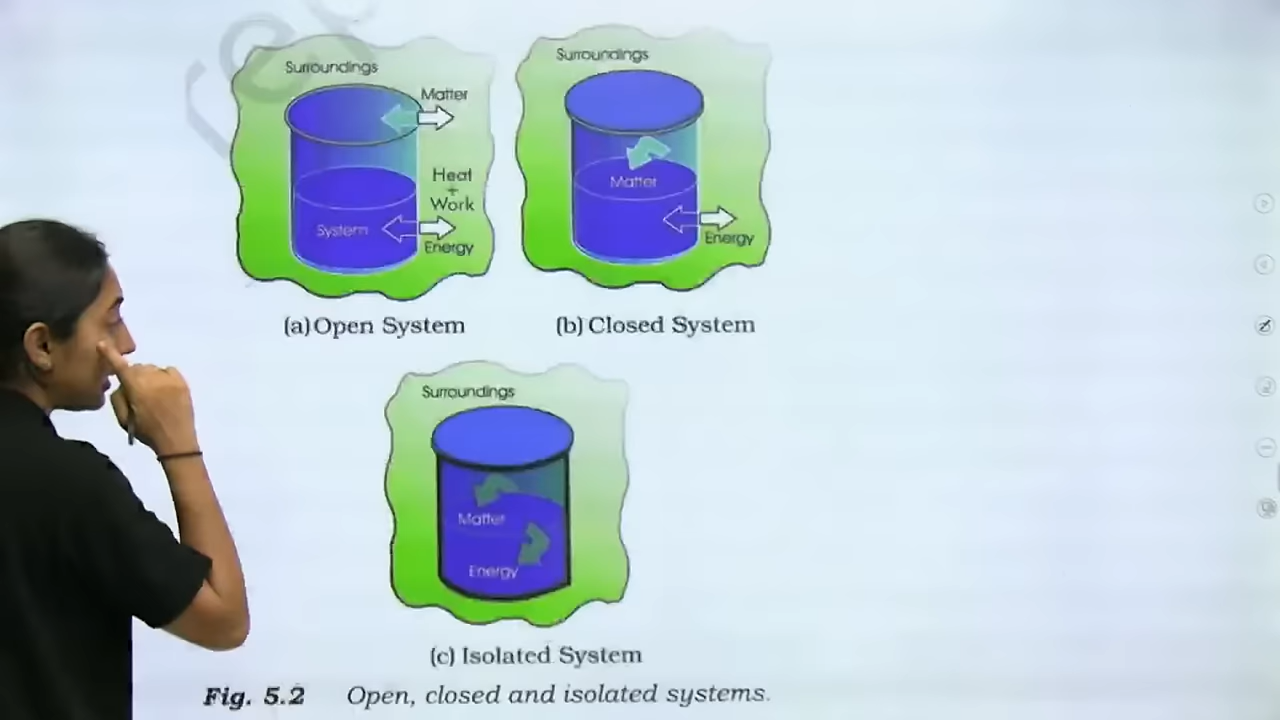 Surroundings
Matter
Heat
+
Work
System
Energy
(a) Open System
Surroundings
Matter
Energy
(b) Closed System
Surroundings
Matter
Energy
(c) Isolated System
Fig. 5.2 Open, closed and isolated systems.